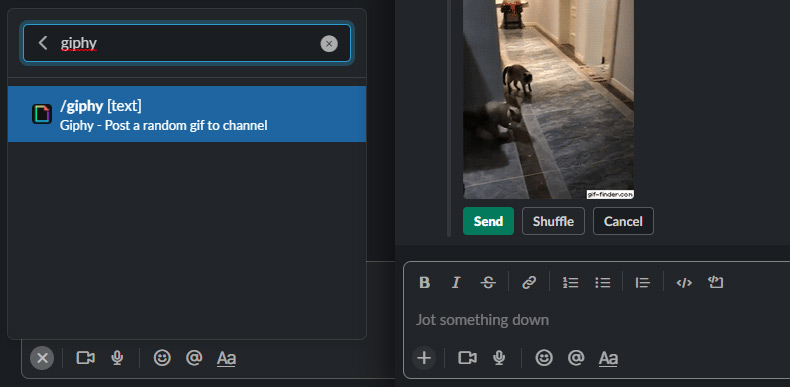 giphy
/giphy [text]
Giphy - Post a random gif to channel
Aa
gif-finder.com
Send
Shuffle
Cancel
B I S
Jot something down
Aa